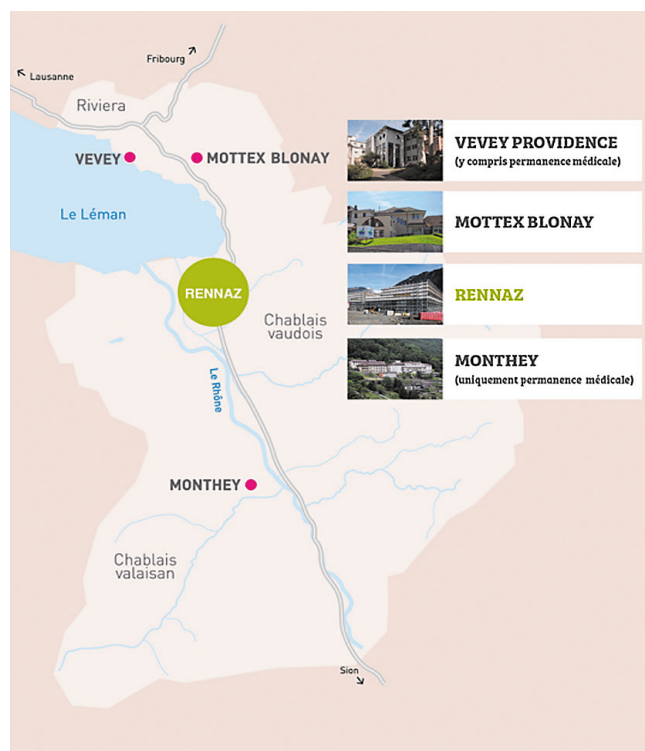 Fribourg
Lausanne
Riviera
VEVEY
MOTTEX BLONAY
Le Léman
RENNAZ
Chablais
vaudois
Le Rhône
MONTHEY
Chablais
valaisan
Sion
VEVEY PROVIDENCE
(y compris permanence médicale)
MOTTEX BLONAY
RENNAZ
MONTHEY
(uniquement permanence médicale)